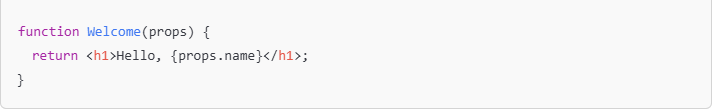 function Welcome(props) {
  return <h1>Hello, {props.name}</h1>;
}